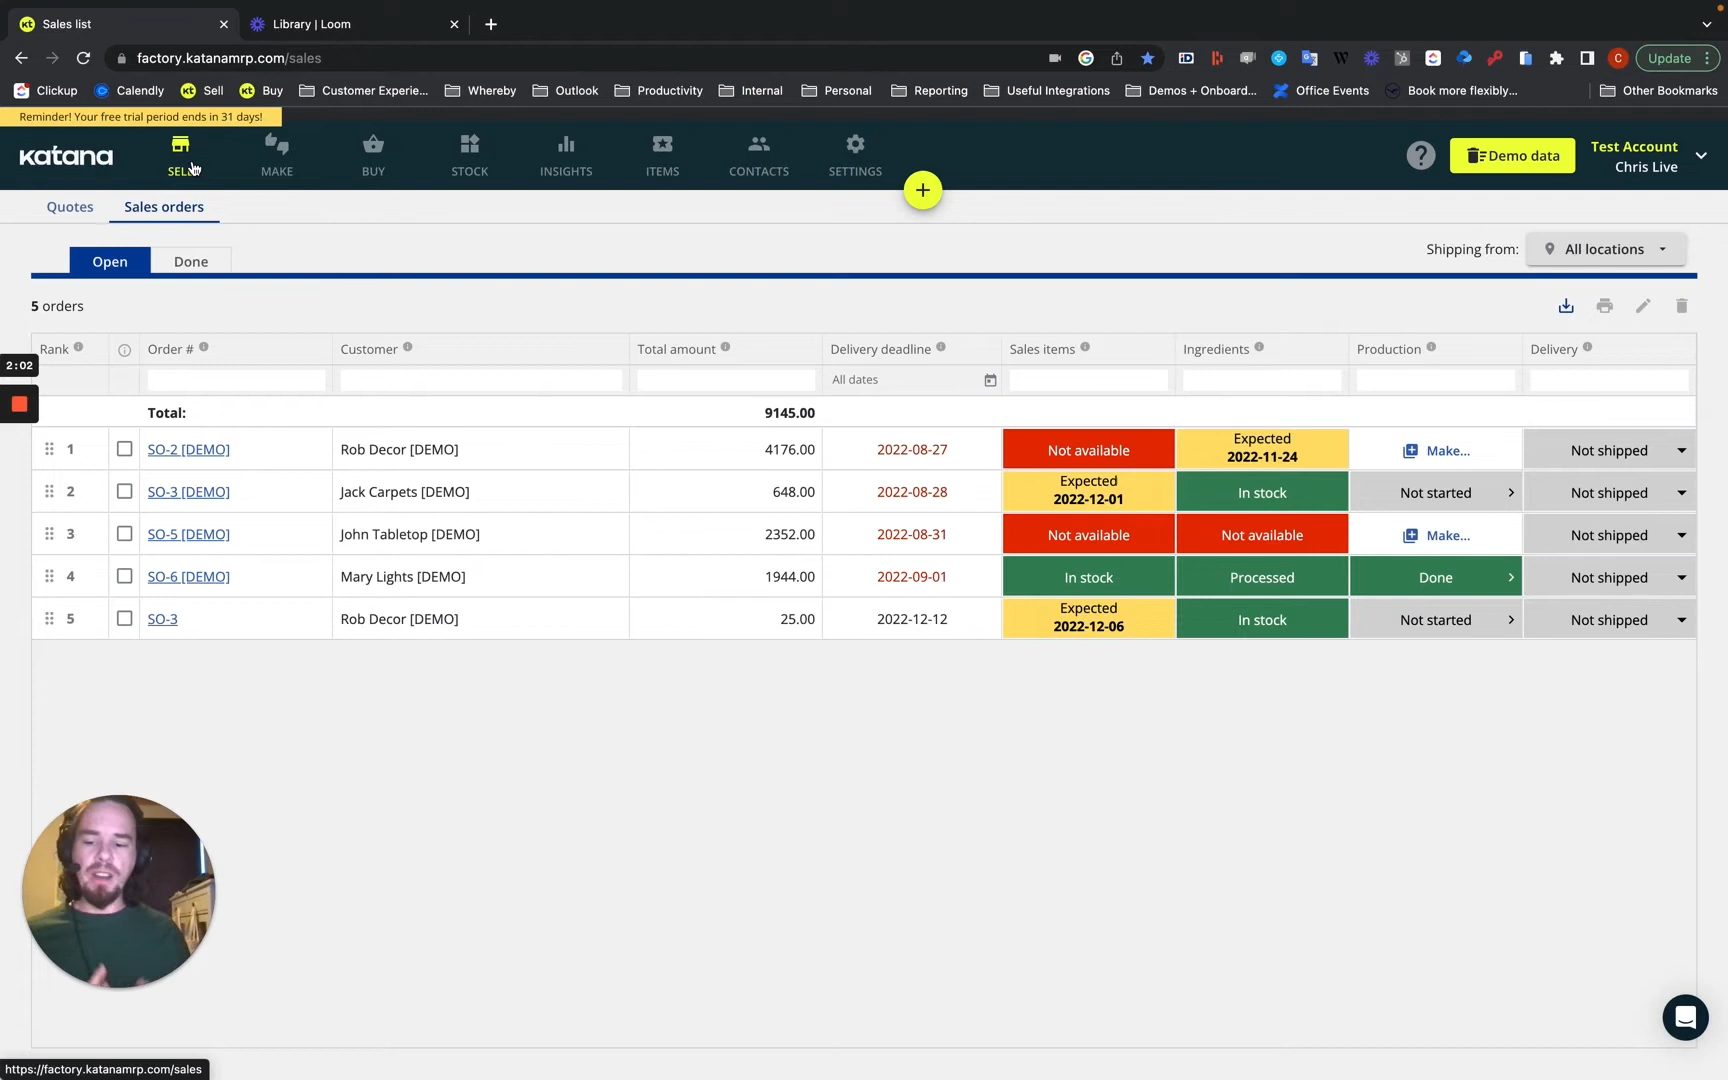 Sales list
Library | Loom
factory.katanamrp.com/sales
Update
Clickup
Calendly
Sell
Buy
Customer Experie...
Whereby
Outlook
Productivity
Internal
Personal
Reporting
Useful Integrations
Demos + Onboard...
Office Events
Book more flexibly...
Other Bookmarks
Reminder! Your free trial period ends in 31 days!
katana
SELL
MAKE
BUY
STOCK
INSIGHTS
ITEMS
CONTACTS
SETTINGS
Demo data
Test Account
Chris Live
Quotes
Sales orders
Open
Done
Shipping from:
All locations
5 orders
Rank
Order #
Customer
Total amount
Delivery deadline
Sales items
Ingredients
Production
Delivery
2:02
All dates
Total:
9145.00
1
SO-2 [DEMO]
Rob Decor [DEMO]
4176.00
2022-08-27
Not available
Expected
2022-11-24
Make...
Not shipped
2
SO-3 [DEMO]
Jack Carpets [DEMO]
648.00
2022-08-28
Expected
2022-12-01
In stock
Not started
Not shipped
3
SO-5 [DEMO]
John Tabletop [DEMO]
2352.00
2022-08-31
Not available
Not available
Make...
Not shipped
4
SO-6 [DEMO]
Mary Lights [DEMO]
1944.00
2022-09-01
In stock
Processed
Done
Not shipped
5
SO-3
Rob Decor [DEMO]
25.00
2022-12-12
Expected
2022-12-06
In stock
Not started
Not shipped
https://factory.katanamrp.com/sales